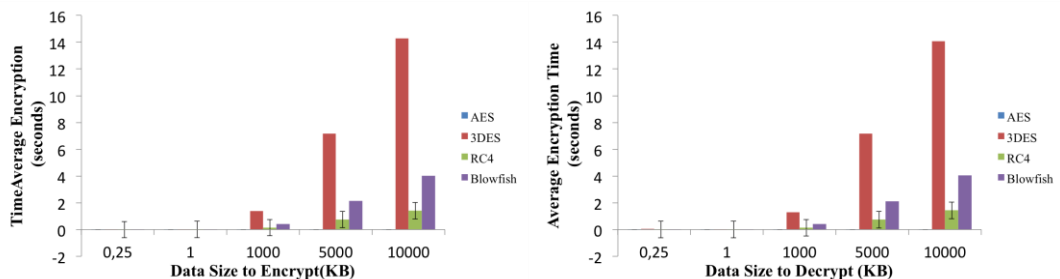 16
14
12
10
8
6
4
2
0
-2
TimeAverage Encryption
(seconds)
0,25
1
1000
5000
10000
Data Size to Encrypt(KB)
AES
3DES
RC4
Blowfish
16
14
12
10
8
6
4
2
0
-2
Average Encryption Time
(seconds)
0,25
1
1000
5000
10000
Data Size to Decrypt (KB)
AES
3DES
RC4
Blowfish